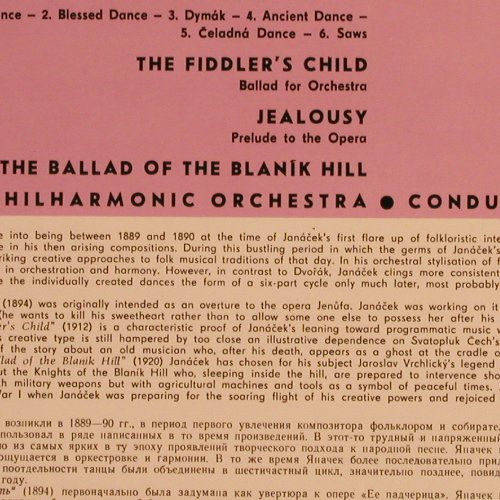 nce – 2. Blessed Dance – 3. Dymák – 4. Ancient Dance –
5. Čeladná Dance – 6. Saws
THE FIDDLER'S CHILD
Ballad for Orchestra
JEALOUSY
Prelude to the Opera
THE BALLAD OF THE BLANÍK HILL
HILHARMONIC ORCHESTRA ● CONDU
e into being between 1889 and 1890 at the time of Janáček's first flare up of folkloristic inte
e in his then arising compositions. During this bustling period in which the germs of Janáček's
riking creative approaches to folk musical traditions of that day. In his orchestral stylisation of f
in orchestration and harmony. However, in contrast to Dvořák, Janáček clings more consistent
e the individually created dances the form of a six-part cycle only much later, most probably
(1894) was originally intended as an overture to the opera Jenůfa. Janáček was working on it
(he wants to kill his sweetheart rather than to allow some one else to possess her after his
er's Child" (1912) is a characteristic proof of Janáček's leaning toward programmatic music
s creative type is still hampered by too close an illustrative dependence on Svatopluk Čech's
f the story about an old musician who, after his death, appears as a ghost at the cradle o
llad of the Blaník Hill" (1920) Janáček has chosen for his subject Jaroslav Vrchlický's legend
ut the Knights of the Blaník Hill who, sleeping inside the hill, are prepared to intervene sho
th military weapons but with agricultural machines and tools as a symbol of peaceful times.
ar I when Janáček was preparing for the soaring flight of his creative powers and rejoiced
возникли в 1889—90 гг., в период первого увлечения композитора фольклором и собирате
пользовал в ряде написанных в то время произведений. В этот-то трудный и напряженный
но из самых ярких в ту эпоху проявлений творческого подхода к народной песне. Яначек
ощущается в оркестровке и гармонии. В то же время Яначек более последовательно при
поотдельности танцы были объединены в шестичастный цикл, значительно позднее, повид
году.
ть" (1894) первоначально была задумана как увертюра к опере «Ее падчерица». Яначек